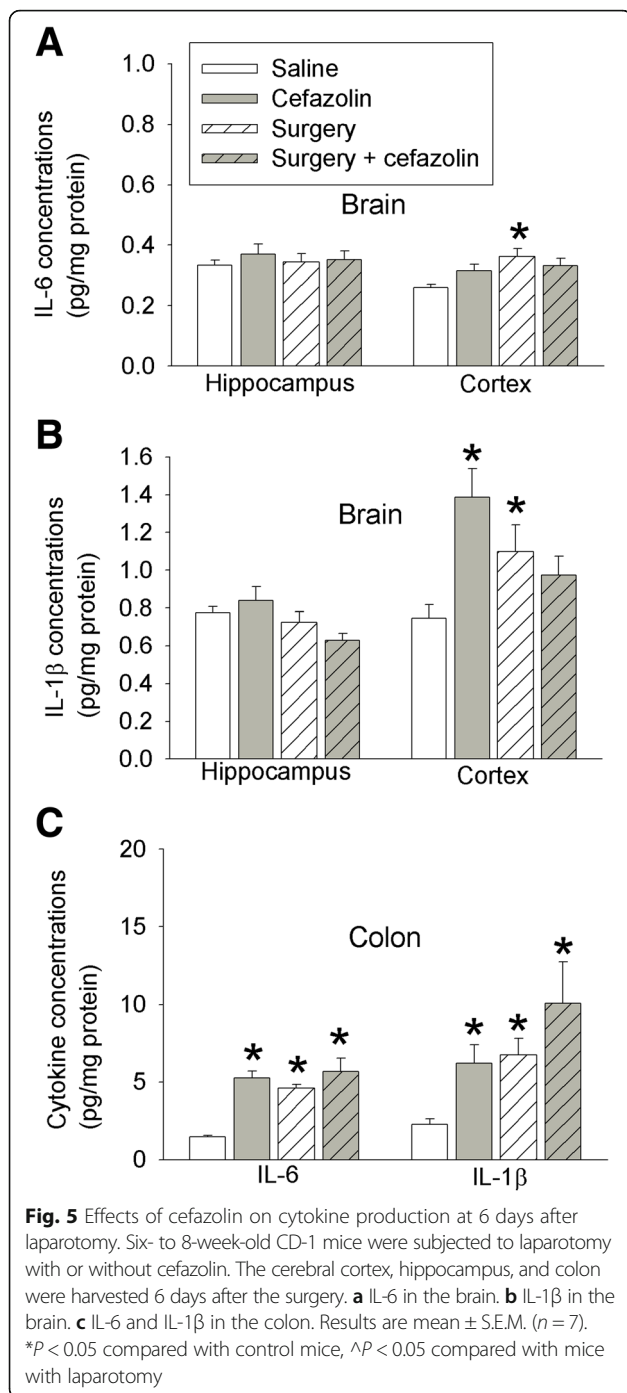 A
Saline
Cefazolin
Surgery
Surgery + cefazolin
Brain
*
IL-6 concentrations
(pg/mg protein)
1.0
0.8
0.6
0.4
0.2
0.0
Hippocampus
Cortex
B
Brain
*
*
IL-1β concentrations
(pg/mg protein)
1.6
1.4
1.2
1.0
0.8
0.6
0.4
0.2
0.0
Hippocampus
Cortex
C
Colon
* * *
* * *
Cytokine concentrations
(pg/mg protein)
20
15
10
5
0
IL-6
IL-1β
Fig. 5 Effects of cefazolin on cytokine production at 6 days after
laparotomy. Six- to 8-week-old CD-1 mice were subjected to laparotomy
with or without cefazolin. The cerebral cortex, hippocampus, and colon
were harvested 6 days after the surgery. a IL-6 in the brain. b IL-1β in the
brain. c IL-6 and IL-1β in the colon. Results are mean ± S.E.M. (n = 7).
*P < 0.05 compared with control mice, ^P < 0.05 compared with mice
with laparotomy